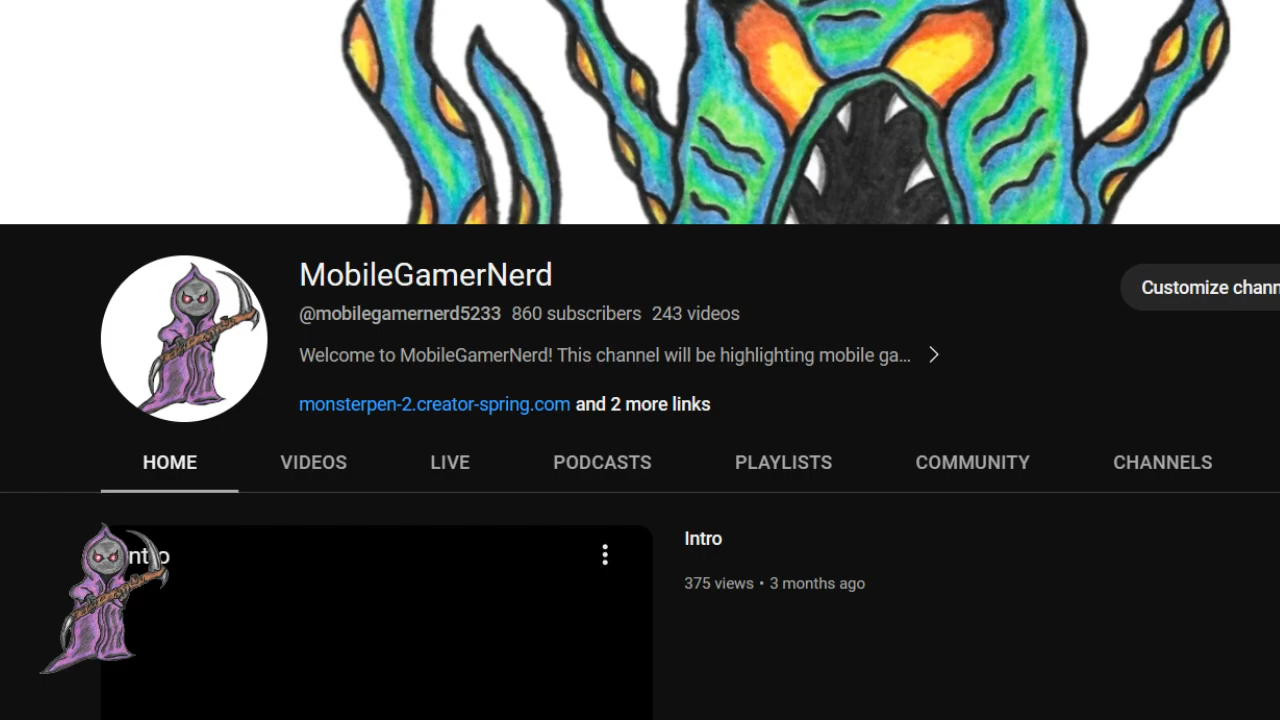 MobileGamerNerd
Customize chann
@mobilegamernerd5233 860 subscribers 243 videos
Welcome to MobileGamerNerd! This channel will be highlighting mobile ga...
monsterpen-2.creator-spring.com and 2 more links
HOME VIDEOS LIVE PODCASTS PLAYLISTS COMMUNITY CHANNELS
Intro
Intro
375 views • 3 months ago